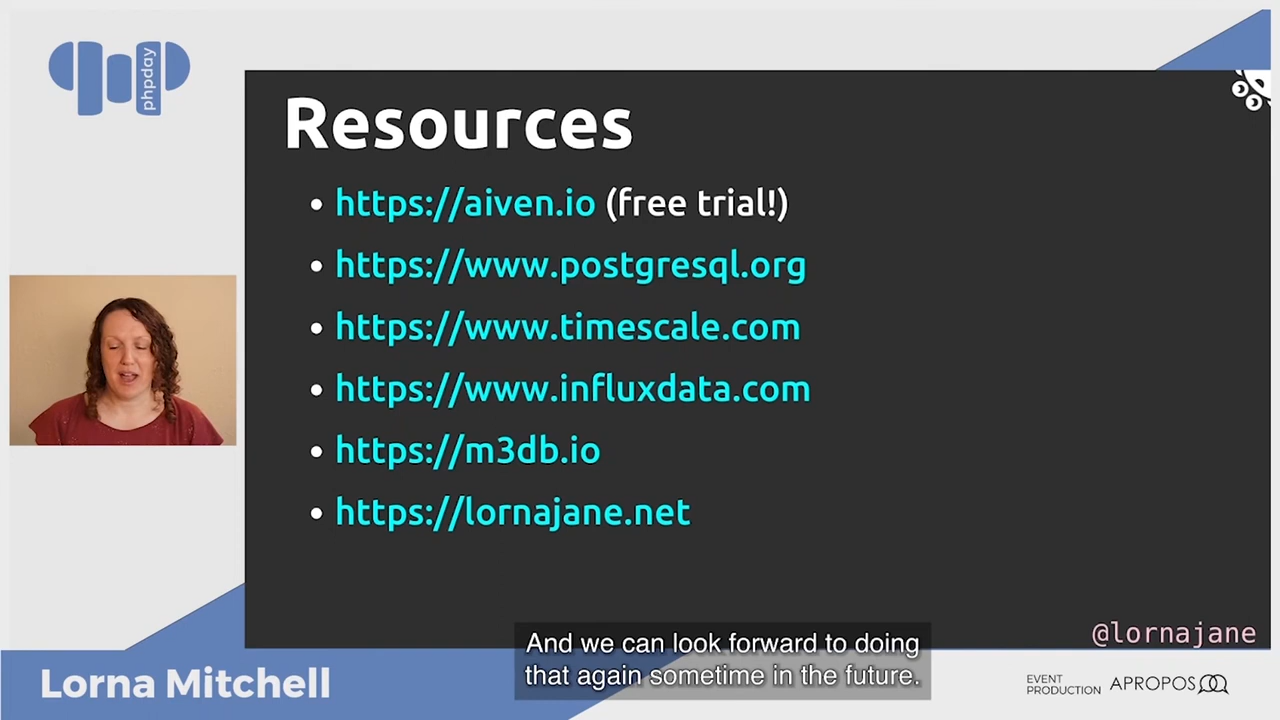 phpday
Resources
• https://aiven.io (free trial!)
• https://www.postgresql.org
• https://www.timescale.com
• https://www.influxdata.com
• https://m3db.io
• https://lornajane.net
@lornajane
And we can look forward to doing
that again sometime in the future.
Lorna Mitchell
EVENT
PRODUCTION
APROPOS